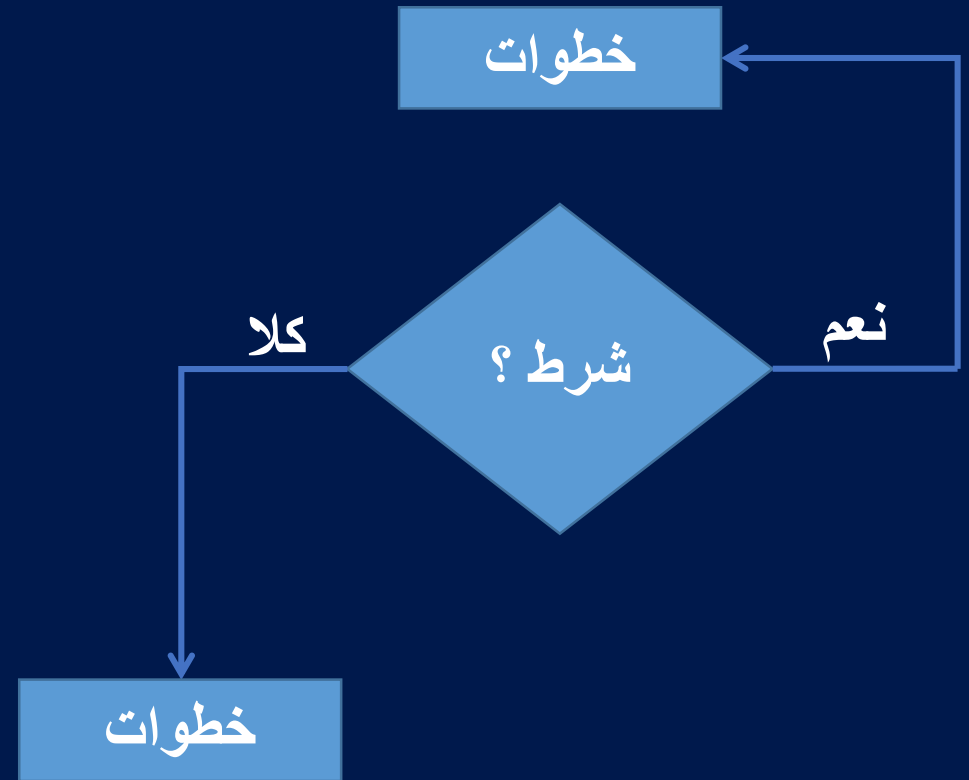 خطوات
نعم
كلا
شرط ؟
خطوات